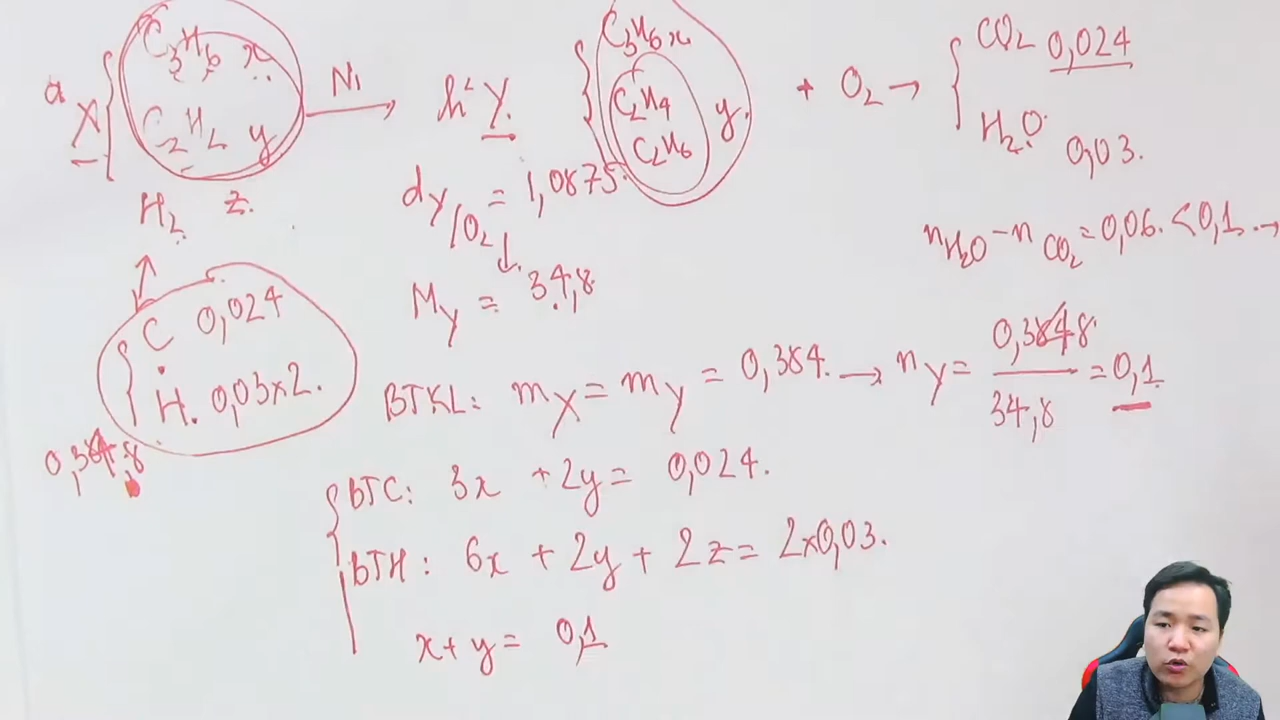 a X { C3H6 x
C2H2 y
H2 z.
Ni →
h² Y.
{ C3H6 x
C2H4
C2H6 y.
+ O2 →
{ CO2 0,024
H2O 0,03.
dY/O2 = 1,0875
MY = 34,8
nH2O - nCO2 = 0,06. < 0,1. →
{ C 0,024
H. 0,03x2.
BTKL: mX = mY = 0,384. → nY = 0,3848 / 34,8 = 0,1.
{ BTC: 3x + 2y = 0,024.
BTH: 6x + 2y + 2z = 2x0,03.
x + y = 0,1